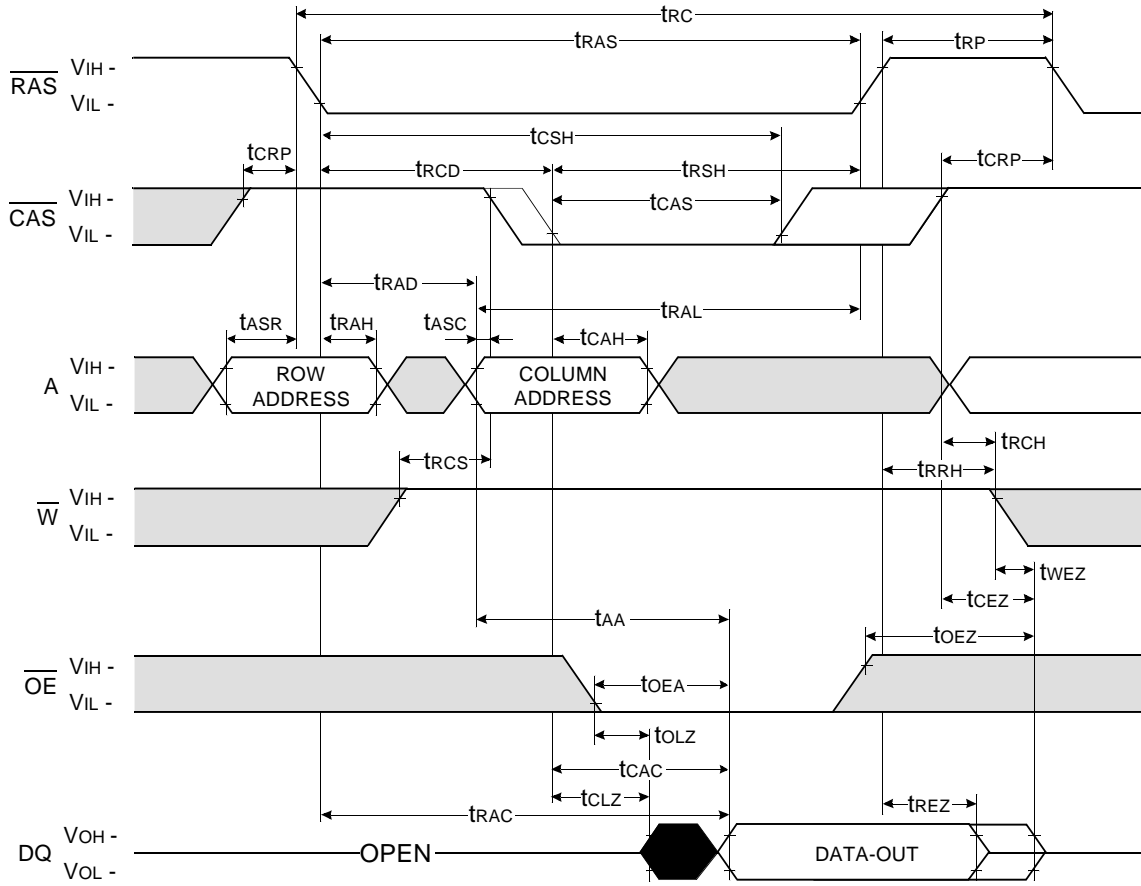 tRC
tRAS
tRP
RAS
VIH -
VIL -
tCSH
tCRP
tRCD
tRSH
tCRP
CAS
VIH -
VIL -
tCAS
tRAD
tRAL
tASR
tRAH
tASC
tCAH
A
VIH -
VIL -
ROW
ADDRESS
COLUMN
ADDRESS
tRCH
tRCS
tRRH
W
VIH -
VIL -
tWEZ
tCEZ
tAA
tOEZ
OE
VIH -
VIL -
tOEA
tOLZ
tCAC
tCLZ
tREZ
tRAC
DQ
VOH -
VOL -
OPEN
DATA-OUT